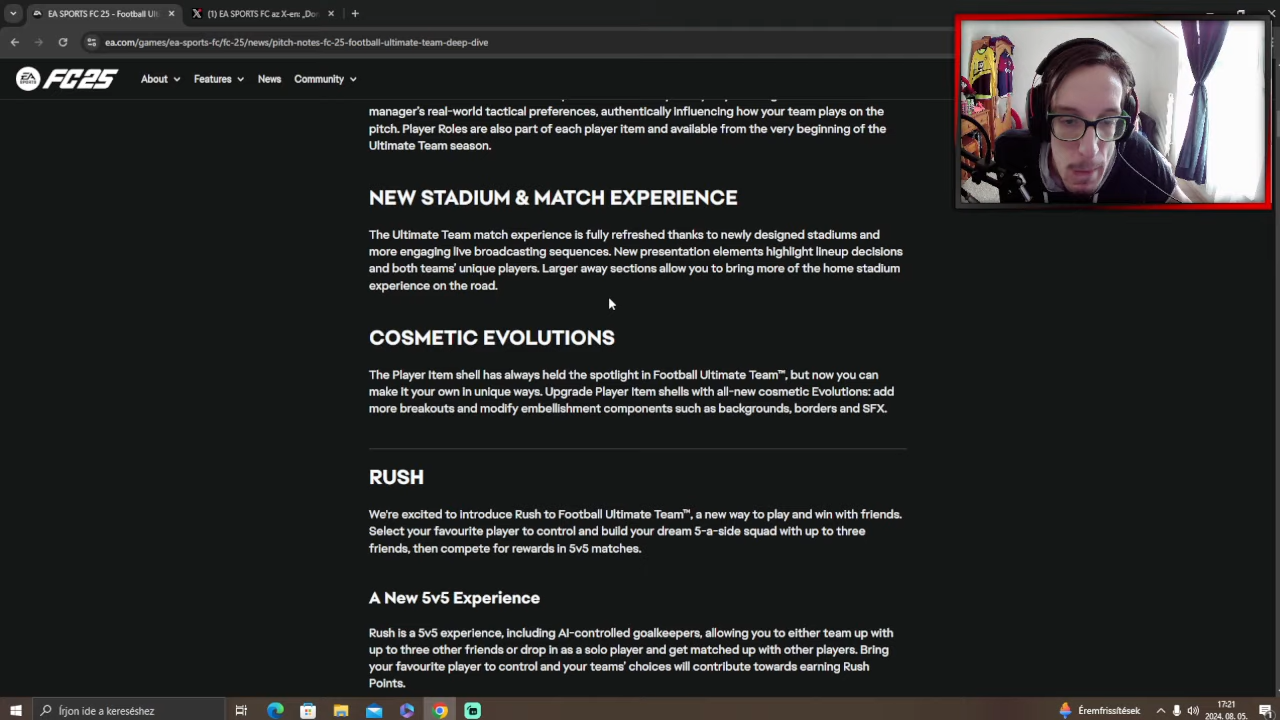 EA SPORTS FC 25 - Football Ult
(1) EA SPORTS FC az X-en: „Dor
ea.com/games/ea-sports-fc/fc-25/news/pitch-notes-fc-25-football-ultimate-team-deep-dive
EA SPORTS FC25 About Features News Community
manager's real-world tactical preferences, authentically influencing how your team plays on the
pitch. Player Roles are also part of each player item and available from the very beginning of the
Ultimate Team season.
NEW STADIUM & MATCH EXPERIENCE
The Ultimate Team match experience is fully refreshed thanks to newly designed stadiums and
more engaging live broadcasting sequences. New presentation elements highlight lineup decisions
and both teams' unique players. Larger away sections allow you to bring more of the home stadium
experience on the road.
COSMETIC EVOLUTIONS
The Player Item shell has always held the spotlight in Football Ultimate Team™, but now you can
make it your own in unique ways. Upgrade Player Item shells with all-new cosmetic Evolutions: add
more breakouts and modify embellishment components such as backgrounds, borders and SFX.
RUSH
We're excited to introduce Rush to Football Ultimate Team™, a new way to play and win with friends.
Select your favourite player to control and build your dream 5-a-side squad with up to three
friends, then compete for rewards in 5v5 matches.
A New 5v5 Experience
Rush is a 5v5 experience, including AI-controlled goalkeepers, allowing you to either team up with
up to three other friends or drop in as a solo player and get matched up with other players. Bring
your favourite player to control and your teams' choices will contribute towards earning Rush
Points.
Írjon ide a kereséshez
Éremfrissítések
17:21
2024. 08. 05.